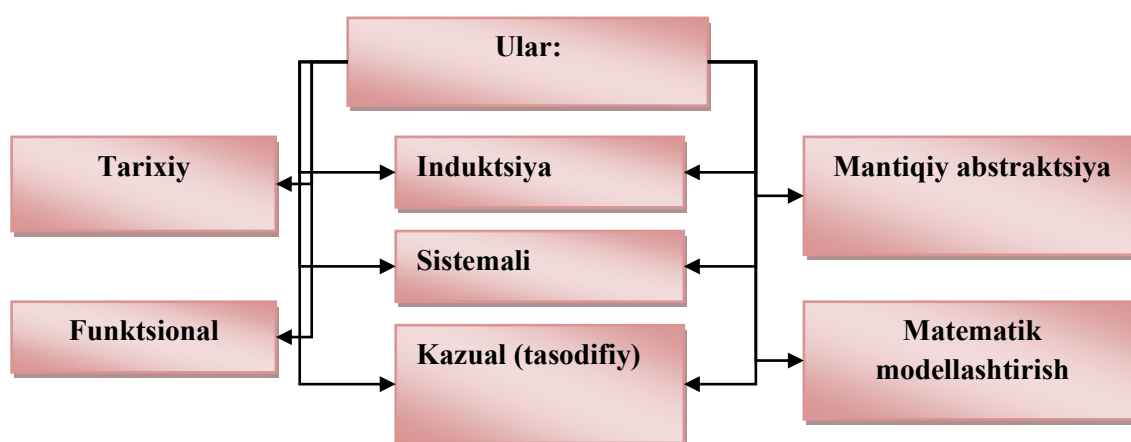 Ular:
Tarixiy
Induktsiya
Mantiqiy abstraktsiya
Sistemali
Funktsional
Kazual (tasodifiy)
Matematik
modellashtirish